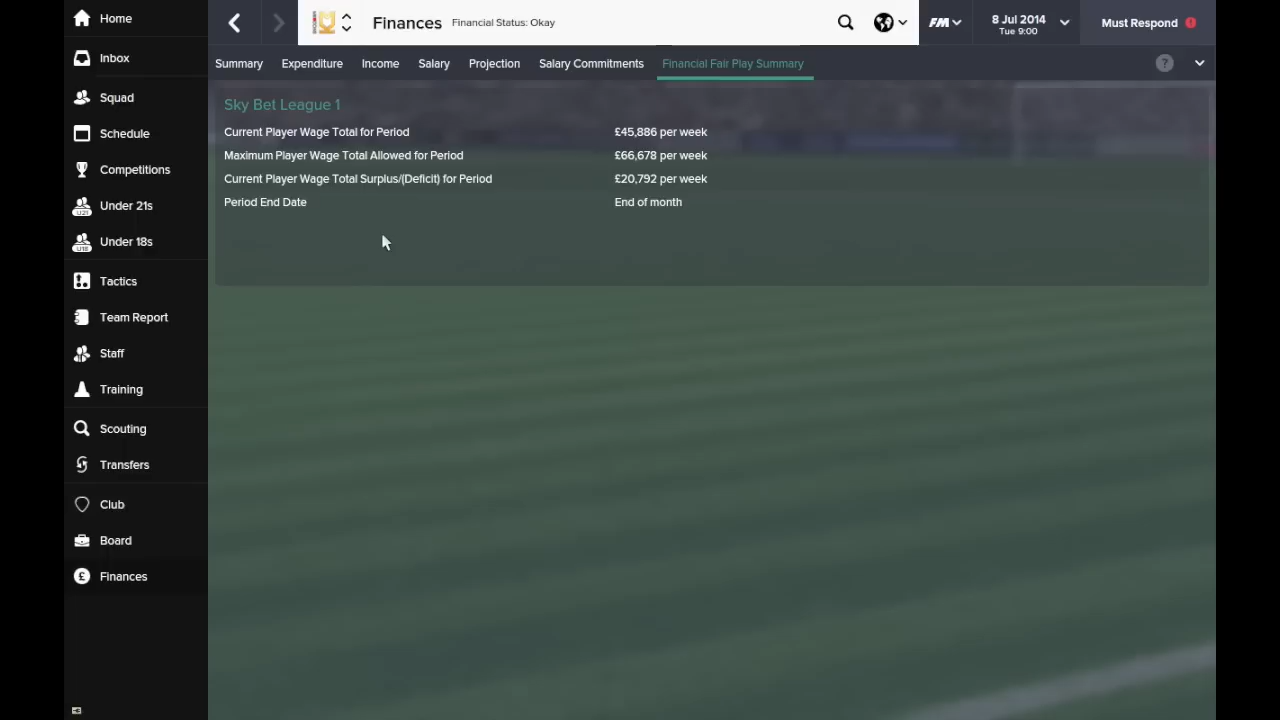 Home
Inbox
Squad
Schedule
Competitions
Under 21s
Under 18s
Tactics
Team Report
Staff
Training
Scouting
Transfers
Club
Board
Finances
Finances Financial Status: Okay
FM
8 Jul 2014
Tue 9:00
Must Respond
Summary Expenditure Income Salary Projection Salary Commitments Financial Fair Play Summary
Sky Bet League 1
Current Player Wage Total for Period £45,886 per week
Maximum Player Wage Total Allowed for Period £66,678 per week
Current Player Wage Total Surplus/(Deficit) for Period £20,792 per week
Period End Date End of month